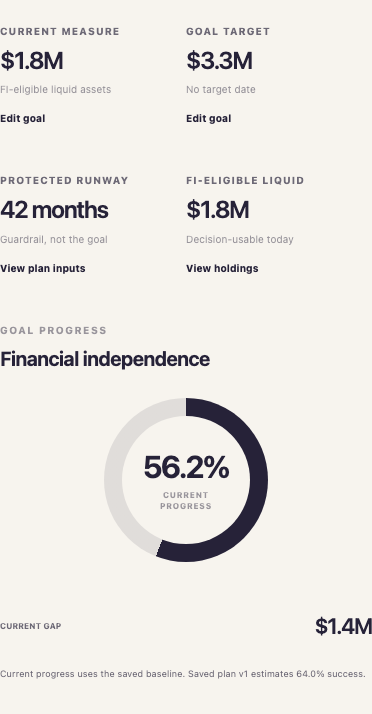 CURRENT MEASURE
GOAL TARGET
$1.8M
$3.3M
FI-eligible liquid assets
No target date
Edit goal
Edit goal
PROTECTED RUNWAY
FI-ELIGIBLE LIQUID
42 months
$1.8M
Guardrail, not the goal
Decision-usable today
View plan inputs
View holdings
GOAL PROGRESS
Financial independence
56.2%
CURRENT
PROGRESS
CURRENT GAP
$1.4M
Current progress uses the saved baseline. Saved plan v1 estimates 64.0% success.